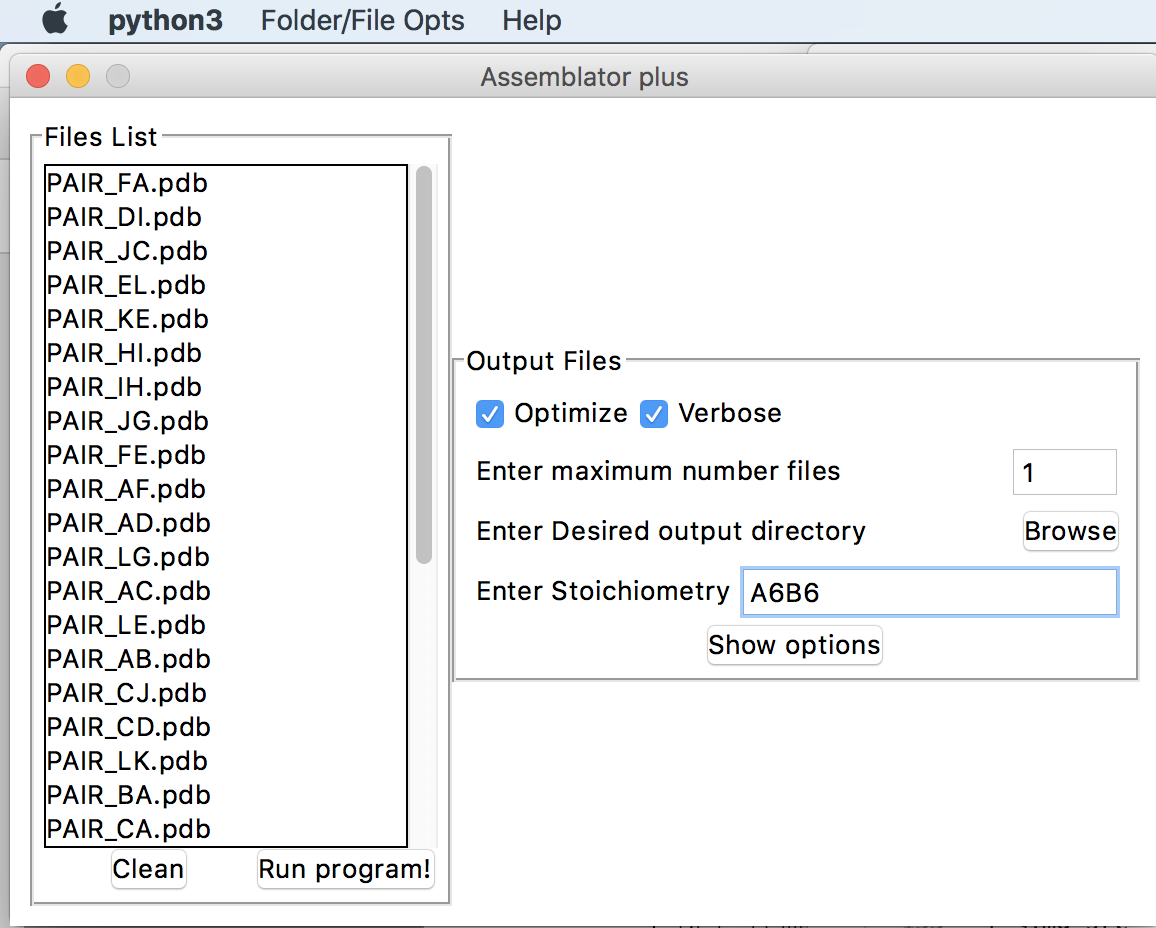 python3 Folder/File Opts Help
Assemblator plus
Files List
PAIR_FA.pdb
PAIR_DI.pdb
PAIR_JC.pdb
PAIR_EL.pdb
PAIR_KE.pdb
PAIR_HI.pdb
PAIR_IH.pdb
PAIR_JG.pdb
PAIR_FE.pdb
PAIR_AF.pdb
PAIR_AD.pdb
PAIR_LG.pdb
PAIR_AC.pdb
PAIR_LE.pdb
PAIR_AB.pdb
PAIR_CJ.pdb
PAIR_CD.pdb
PAIR_LK.pdb
PAIR_BA.pdb
PAIR_CA.pdb
Clean Run program!
Output Files
Optimize Verbose
Enter maximum number files 1
Enter Desired output directory Browse
Enter Stoichiometry A6B6
Show options